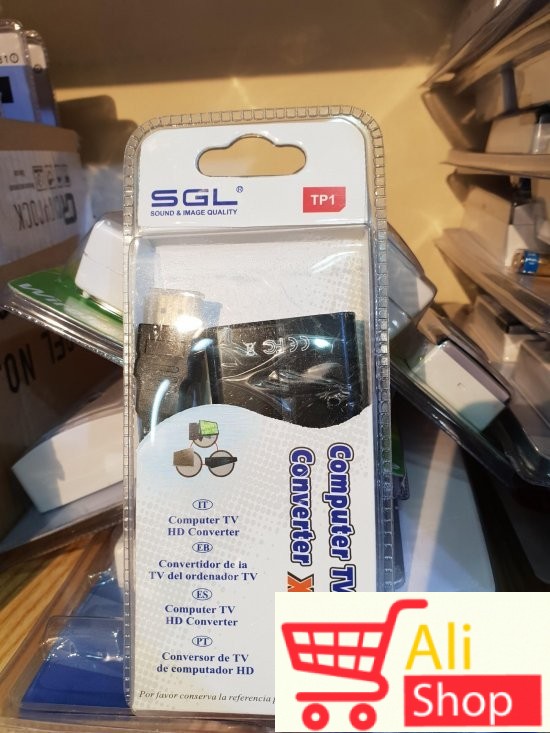 SGL®
SOUND & IMAGE QUALITY
TP1
Computer TV
Converter X
IT
Computer TV
HD Converter
EB
Convertidor de ia
TV del ordenador TV
ES
Computer TV
HD Converter
PT
Conversor de TV
de computador HD
Por favor conserva la referencia
Ali
Shop